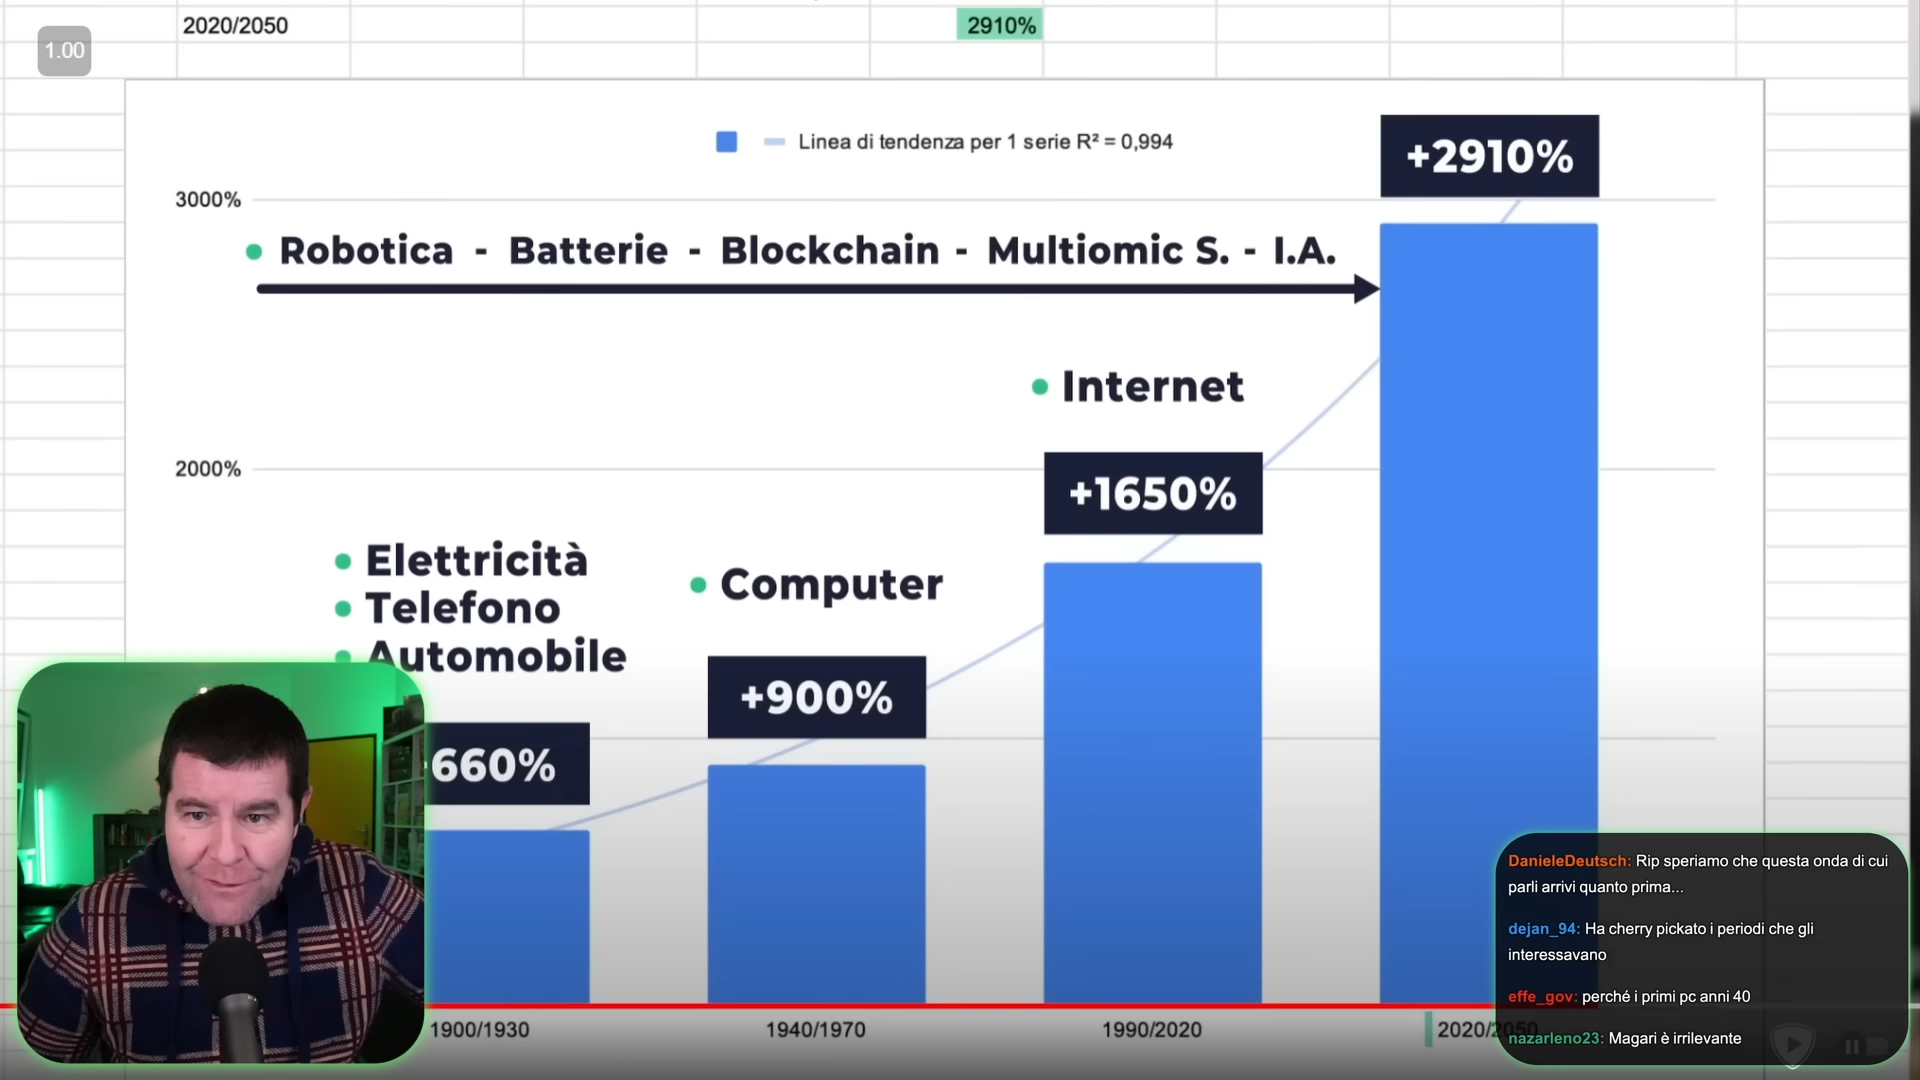 2020/2050
2910%
1.00
Linea di tendenza per 1 serie R² = 0,994
+2910%
3000%
Robotica - Batterie - Blockchain - Multiomic S. - I.A.
Internet
2000%
+1650%
Elettricità
Telefono
Automobile
Computer
+900%
660%
DanieleDeutsch: Rip speriamo che questa onda di cui
parli arrivi quanto prima...
dejan_94: Ha cherry pickato i periodi che gli
interessavano
effe_gov: perché i primi pc anni 40
nazarleno23: Magari è irrilevante
1900/1930
1940/1970
1990/2020
2020/2050